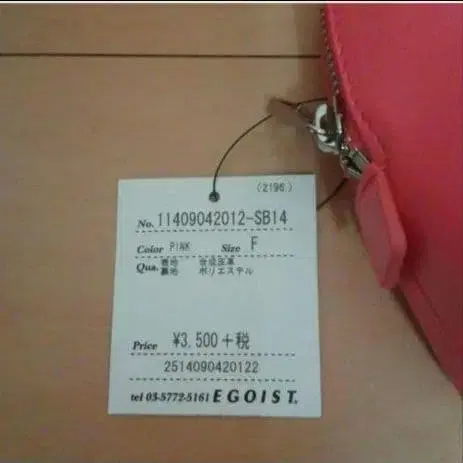 (2196)
No. 11409042012-SB14
Color PINK Size F
Qua. 表地 合成皮革
裏地 ポリエステル
Price ¥3,500+税
2514090420122
tel 03-5772-5161 EGOIST.